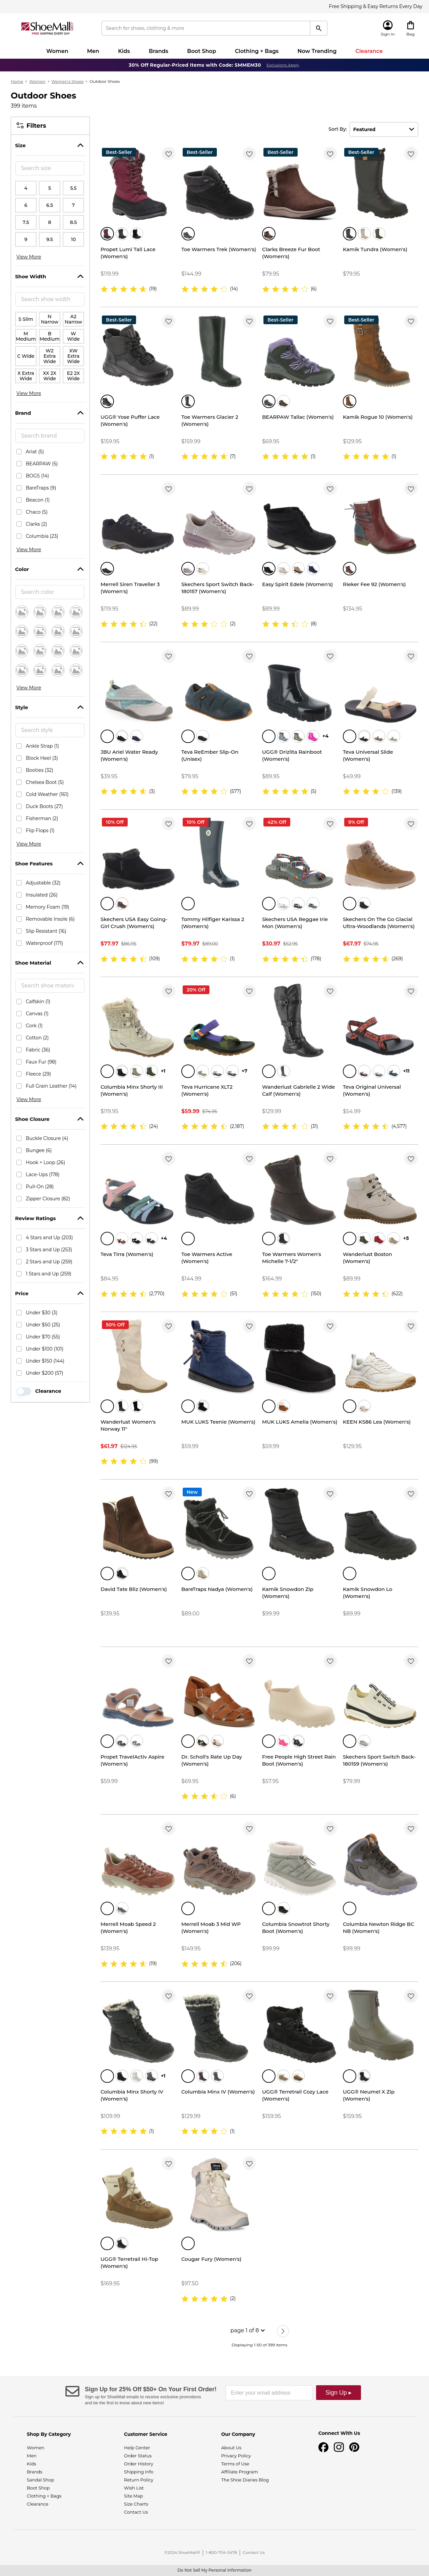 Free Shipping & Easy Returns Every Day
ShoeMall
FREE SHIPPING EVERY DAY
Search for shoes, clothing & more
Sign In
Bag
Women Men Kids Brands Boot Shop Clothing + Bags Now Trending Clearance
30% Off Regular-Priced Items with Code: SMMEM30 Exclusions Apply
Home > Women > Women's Shoes > Outdoor Shoes
Outdoor Shoes
399 items
Filters
Size
Search size
4 5 5.5
6 6.5 7
7.5 8 8.5
9 9.5 10
View More
Shoe Width
Search shoe width
S Slim
N Narrow
A2 Narrow
M Medium
B Medium
W Wide
C Wide
W2 Extra Wide
XW Extra Wide
X Extra Wide
XX 2X Wide
E2 2X Wide
View More
Brand
Search brand
Ariat (5)
BEARPAW (5)
BOGS (14)
BareTraps (9)
Beacon (1)
Chaco (5)
Clarks (2)
Columbia (23)
View More
Color
Search color
View More
Style
Search style
Ankle Strap (1)
Block Heel (3)
Booties (32)
Chelsea Boot (5)
Cold Weather (161)
Duck Boots (27)
Fisherman (2)
Flip Flops (1)
View More
Shoe Features
Adjustable (32)
Insulated (26)
Memory Foam (19)
Removable Insole (6)
Slip Resistant (16)
Waterproof (171)
Shoe Material
Search shoe materi
Calfskin (1)
Canvas (1)
Cork (1)
Cotton (2)
Fabric (36)
Faux Fur (98)
Fleece (29)
Full Grain Leather (14)
View More
Shoe Closure
Buckle Closure (4)
Bungee (6)
Hook + Loop (26)
Lace-Ups (178)
Pull-On (28)
Zipper Closure (82)
Review Ratings
4 Stars and Up (203)
3 Stars and Up (253)
2 Stars and Up (259)
1 Stars and Up (259)
Price
Under $30 (3)
Under $50 (25)
Under $70 (55)
Under $100 (101)
Under $150 (144)
Under $200 (57)
Clearance
Sort By: Featured
Best-Seller
Propet Lumi Tall Lace (Women's)
$119.99
(19)
Best-Seller
Toe Warmers Trek (Women's)
$144.99
(14)
Best-Seller
Clarks Breeze Fur Boot (Women's)
$79.95
(6)
Best-Seller
Kamik Tundra (Women's)
$79.95
Best-Seller
UGG® Yose Puffer Lace (Women's)
$159.95
(1)
Toe Warmers Glacier 2 (Women's)
$159.99
(7)
Best-Seller
BEARPAW Tallac (Women's)
$69.95
(1)
Best-Seller
Kamik Rogue 10 (Women's)
$129.95
(1)
Merrell Siren Traveller 3 (Women's)
$119.95
(22)
Skechers Sport Switch Back-180157 (Women's)
$89.99
(2)
Easy Spirit Edele (Women's)
$89.99
(8)
Rieker Fee 92 (Women's)
$134.95
JBU Ariel Water Ready (Women's)
$39.95
(3)
Teva ReEmber Slip-On (Unisex)
$79.95
(577)
+4
UGG® Drizlita Rainboot (Women's)
$89.95
(5)
Teva Universal Slide (Women's)
$49.99
(139)
10% Off
Skechers USA Easy Going-Girl Crush (Women's)
$77.97 $86.95
(109)
10% Off
Tommy Hilfiger Karissa 2 (Women's)
$79.97 $89.00
(1)
42% Off
Skechers USA Reggae Irie Mon (Women's)
$30.97 $52.95
(178)
9% Off
Skechers On The Go Glacial Ultra-Woodlands (Women's)
$67.97 $74.95
(269)
+1
Columbia Minx Shorty III (Women's)
$119.95
(24)
20% Off
+7
Teva Hurricane XLT2 (Women's)
$59.99 $74.95
(2,187)
Wanderlust Gabrielle 2 Wide Calf (Women's)
$129.99
(31)
+11
Teva Original Universal (Women's)
$54.99
(4,577)
+4
Teva Tirra (Women's)
$84.95
(2,770)
Toe Warmers Active (Women's)
$144.99
(51)
Toe Warmers Women's Michelle 7-1/2"
$164.99
(150)
+5
Wanderlust Boston (Women's)
$89.99
(622)
50% Off
Wanderlust Women's Norway 11"
$61.97 $124.95
(99)
MUK LUKS Teenie (Women's)
$59.99
MUK LUKS Amelia (Women's)
$59.99
KEEN KS86 Lea (Women's)
$129.95
David Tate Bliz (Women's)
$139.95
New
BareTraps Nadya (Women's)
$89.00
Kamik Snowdon Zip (Women's)
$99.99
Kamik Snowdon Lo (Women's)
$89.99
Propet TravelActiv Aspire (Women's)
$59.99
Dr. Scholl's Rate Up Day (Women's)
$69.95
(6)
Free People High Street Rain Boot (Women's)
$57.95
Skechers Sport Switch Back-180159 (Women's)
$79.99
Merrell Moab Speed 2 (Women's)
$139.95
(19)
Merrell Moab 3 Mid WP (Women's)
$149.95
(206)
Columbia Snowtrot Shorty Boot (Women's)
$99.99
Columbia Newton Ridge BC NB (Women's)
$99.99
+1
Columbia Minx Shorty IV (Women's)
$109.99
(1)
Columbia Minx IV (Women's)
$129.99
(1)
UGG® Terretrail Cozy Lace (Women's)
$159.95
UGG® Neumel X Zip (Women's)
$159.95
UGG® Terretrail Hi-Top (Women's)
$169.95
Cougar Fury (Women's)
$97.50
(2)
page 1 of 8
Displaying 1-50 of 399 items
Sign Up for 25% Off $50+ On Your First Order!
Sign up for ShoeMall emails to receive exclusive promotions
and be the first to know about new items!
Enter your email address
Sign Up ▸
Shop By Category
Women
Men
Kids
Brands
Sandal Shop
Boot Shop
Clothing + Bags
Clearance
Customer Service
Help Center
Order Status
Order History
Shipping Info
Return Policy
Wish List
Site Map
Size Charts
Contact Us
Our Company
About Us
Privacy Policy
Terms of Use
Affiliate Program
The Shoe Diaries Blog
Connect With Us
©2024 ShoeMall® | 1-800-704-5478 | Contact Us
Do Not Sell My Personal Information